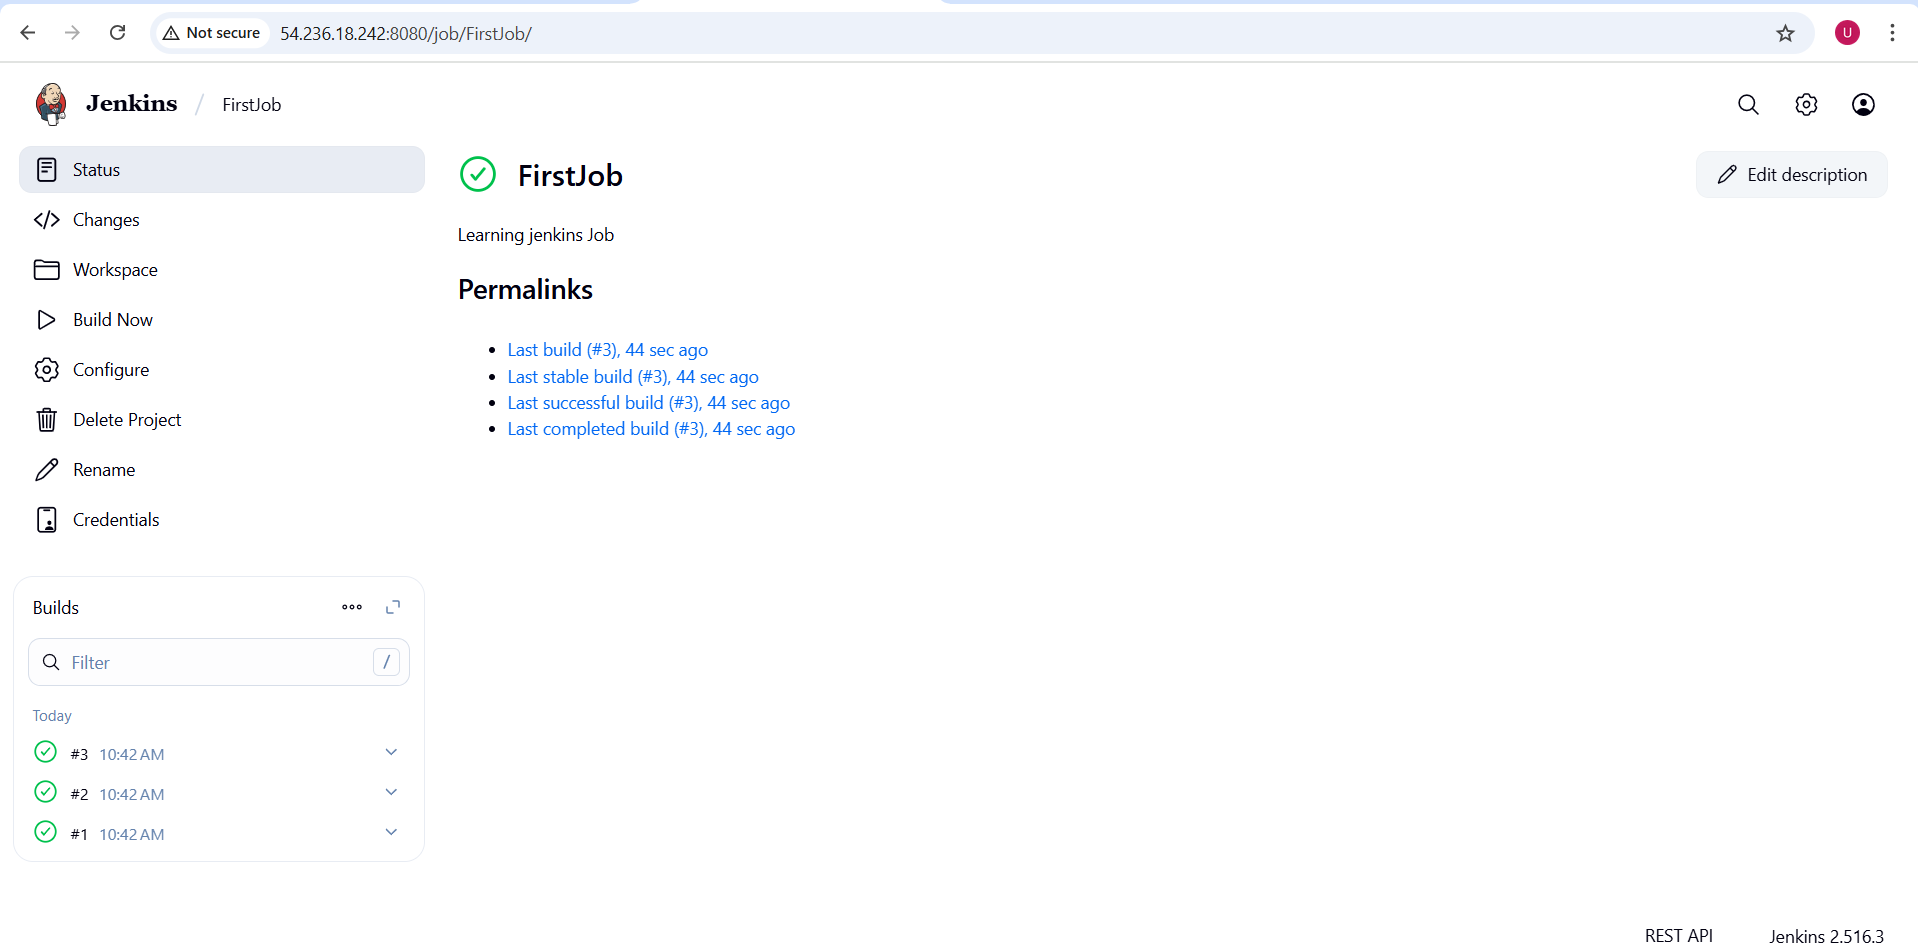 Not secure 54.236.18.242:8080/job/FirstJob/
U
Jenkins / FirstJob
Status
Changes
Workspace
Build Now
Configure
Delete Project
Rename
Credentials
FirstJob
Edit description
Learning jenkins Job
Permalinks
Last build (#3), 44 sec ago
Last stable build (#3), 44 sec ago
Last successful build (#3), 44 sec ago
Last completed build (#3), 44 sec ago
Builds
Filter /
Today
#3 10:42 AM
#2 10:42 AM
#1 10:42 AM
REST API Jenkins 2.516.3